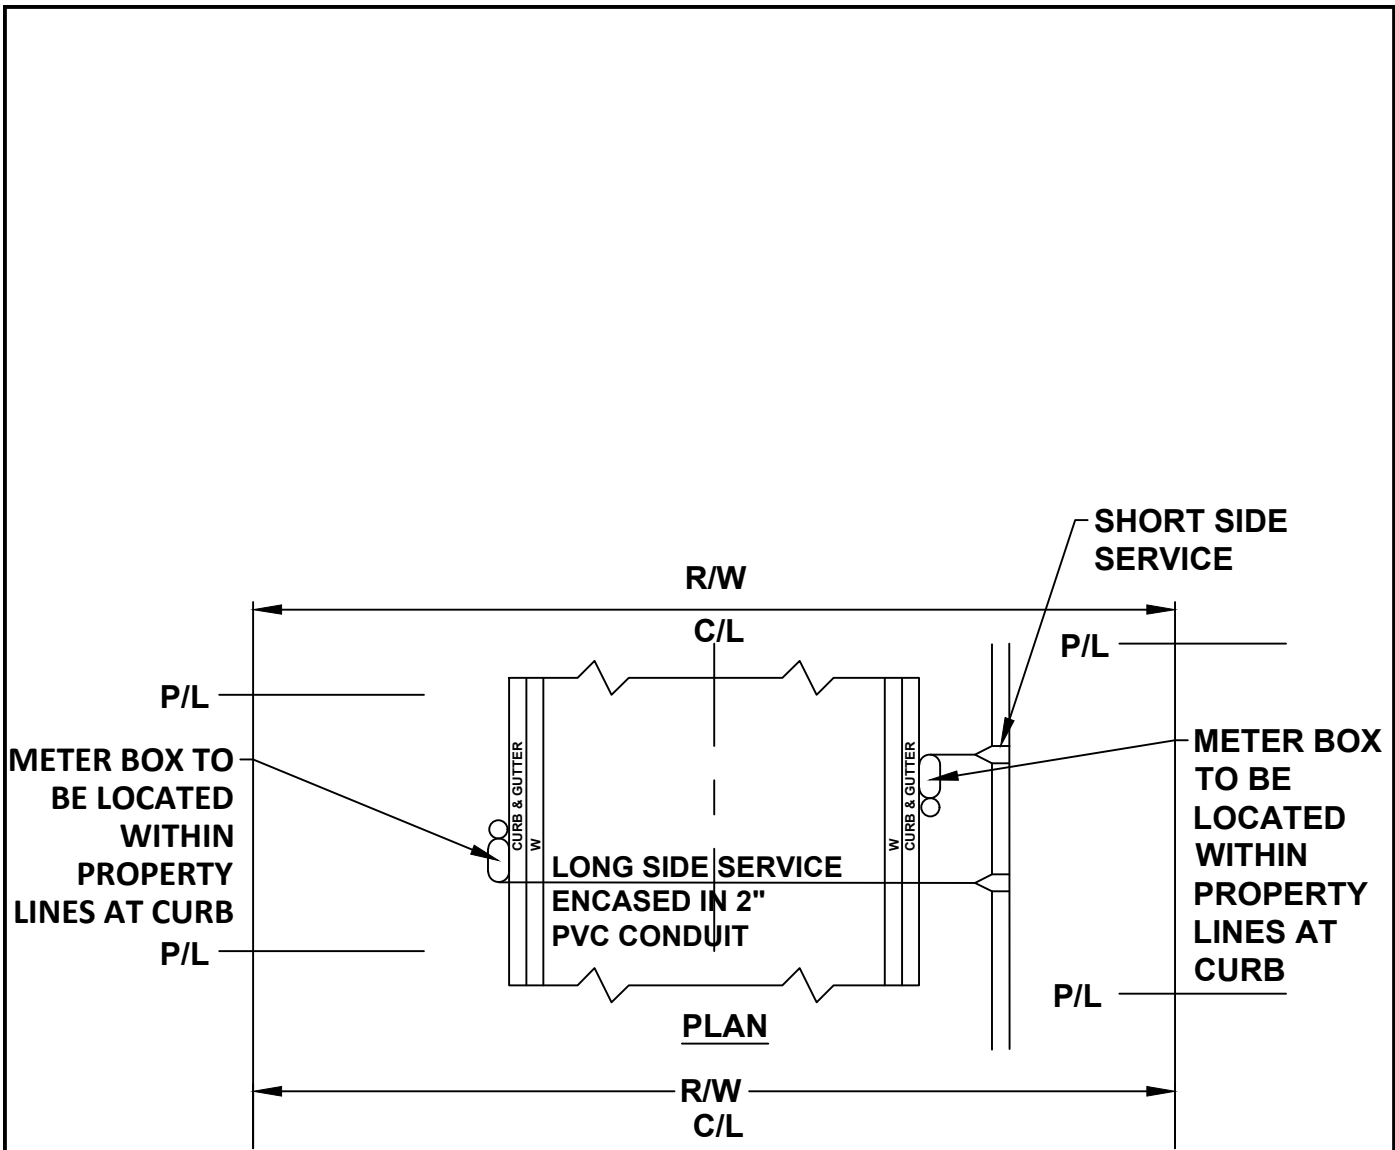 SHORT SIDE
SERVICE
R/W
C/L
P/L
P/L
METER BOX TO
BE LOCATED
WITHIN
PROPERTY
LINES AT CURB
P/L
CURB & GUTTER
W
LONG SIDE SERVICE
ENCASED IN 2"
PVC CONDUIT
W
CURB & GUTTER
METER BOX
TO BE
LOCATED
WITHIN
PROPERTY
LINES AT
CURB
P/L
PLAN
R/W
C/L